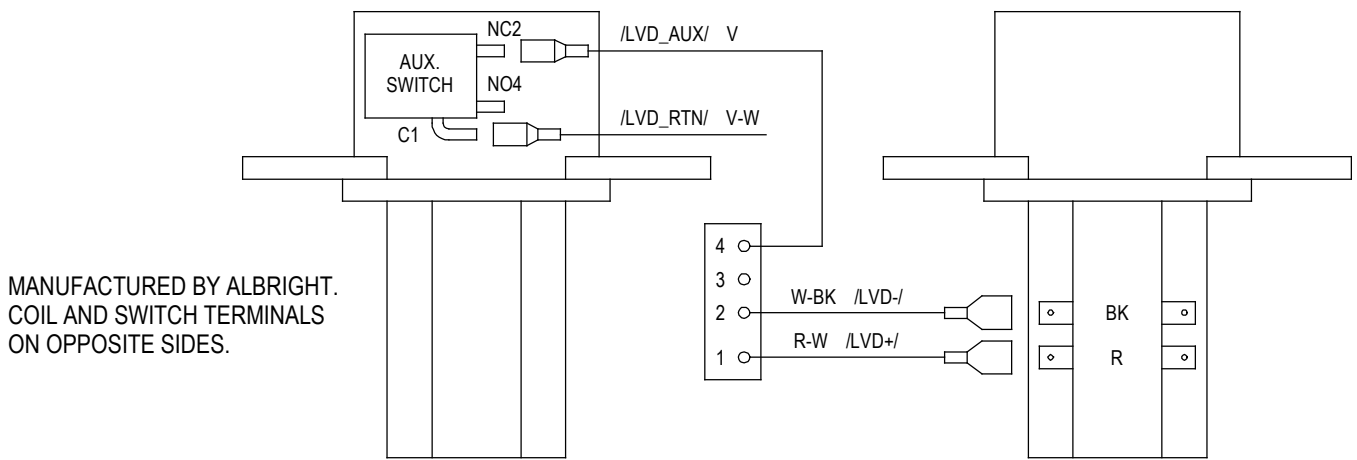 NC2
/LVD_AUX/ V
AUX.
SWITCH
NO4
/LVD_RTN/ V-W
C1
4
3
MANUFACTURED BY ALBRIGHT.
COIL AND SWITCH TERMINALS
ON OPPOSITE SIDES.
W-BK /LVD-/
2
BK
R-W /LVD+/
1
R